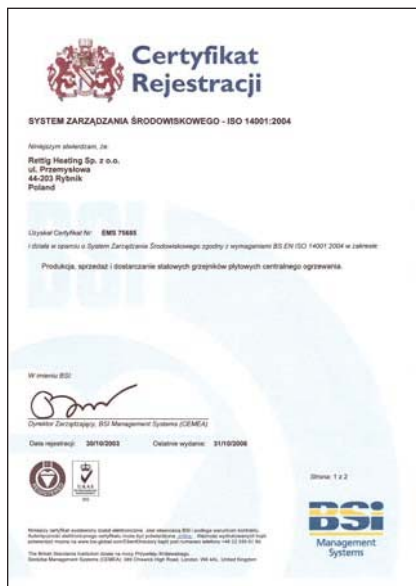 Certyfikat
Rejestracji
SYSTEM ZARZĄDZANIA ŚRODOWISKOWEGO - ISO 14001:2004
Niniejszym stwierdzam, że:
Rettig Heating Sp. z o.o.
ul. Przemysłowa
44-203 Rybnik
Poland
Uzyskał Certyfikat Nr: EMS 75685
i działa w oparciu o System Zarządzania Środowiskowego zgodny z wymaganiami BS EN ISO 14001 2004 w zakresie:
Produkcja, sprzedaż i dostarczanie stalowych grzejników płytowych centralnego ogrzewania.
W imieniu BSI:
Dyrektor Zarządzający, BSI Management Systems (CEMEA)
Data rejestracji: 20/10/2003 Ostatnie wydanie: 31/10/2006
Strona: 1 z 2
UKAS
BSI
Management
Systems